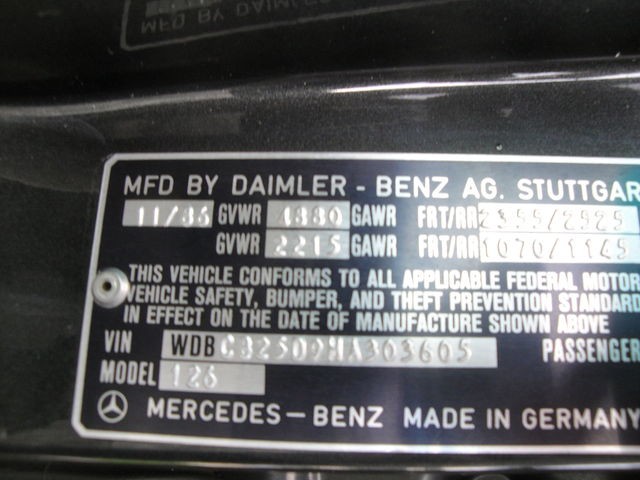 MFD BY DAIMLER - BENZ AG. STUTTGAR
11/86 GVWR 4880 GAWR FRT/RR 2355/2525
GVWR 2215 GAWR FRT/RR 1070/1145
THIS VEHICLE CONFORMS TO ALL APPLICABLE FEDERAL MOTOR
VEHICLE SAFETY, BUMPER, AND THEFT PREVENTION STANDARD
IN EFFECT ON THE DATE OF MANUFACTURE SHOWN ABOVE
VIN WDB PASSENGER
MODEL 126
MERCEDES-BENZ MADE IN GERMANY